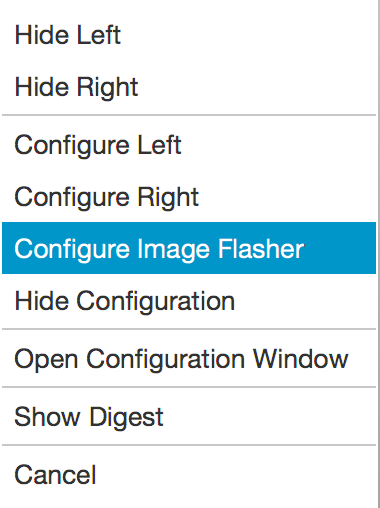 Hide Left
Hide Right
Configure Left
Configure Right
Configure Image Flasher
Hide Configuration
Open Configuration Window
Show Digest
Cancel